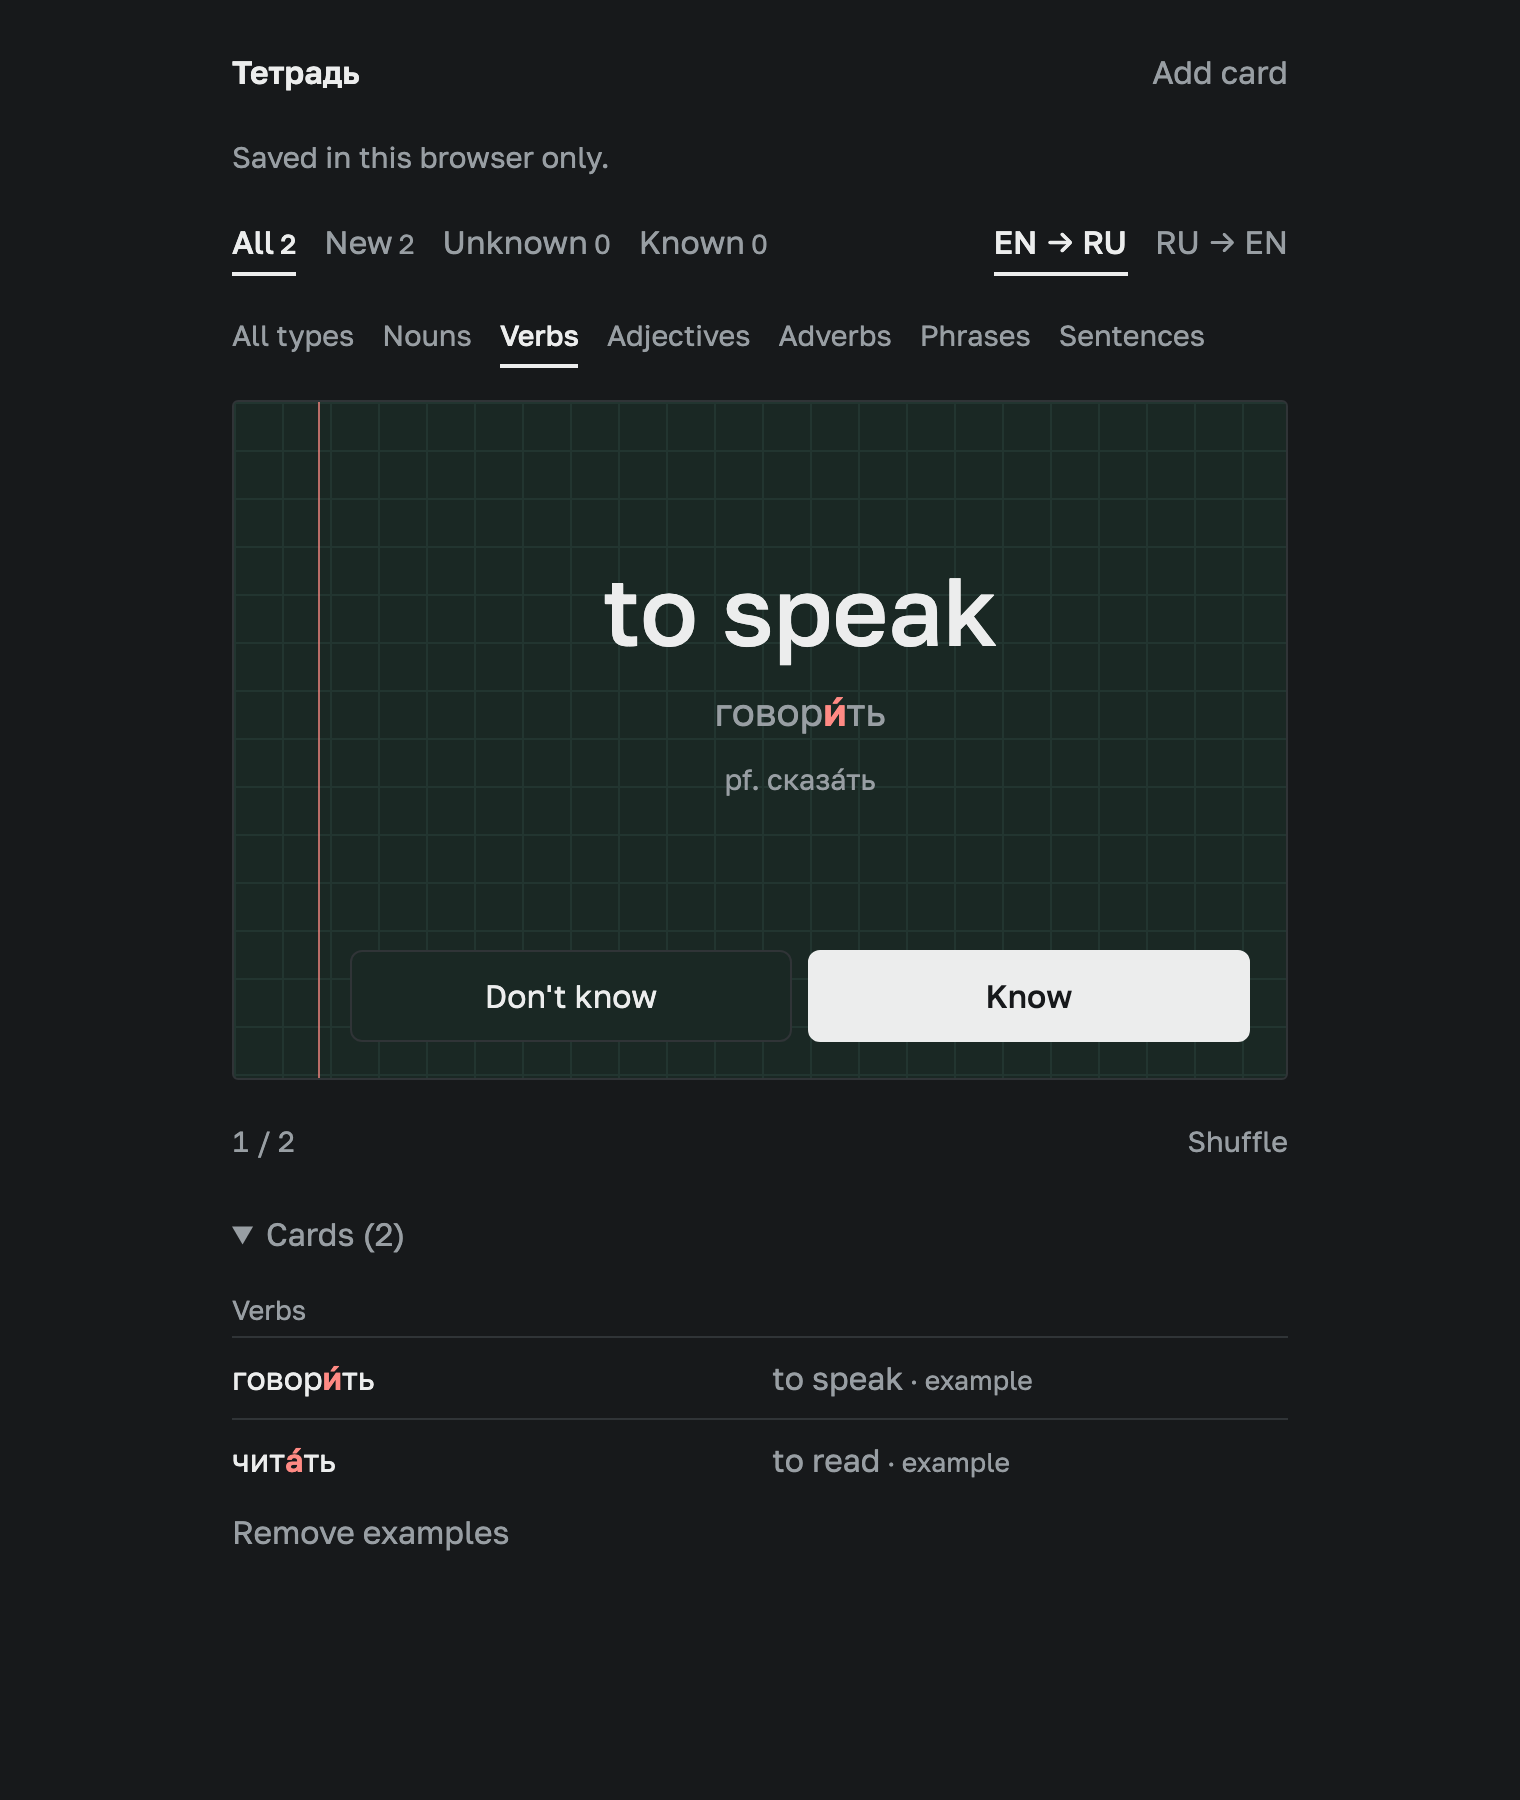 Тетрадь Add card
Saved in this browser only.
All 2 New 2 Unknown 0 Known 0 EN → RU RU → EN
All types Nouns Verbs Adjectives Adverbs Phrases Sentences
to speak
говори́ть
pf. сказа́ть
Don't know Know
1 / 2 Shuffle
▼ Cards (2)
Verbs
говори́ть to speak · example
чита́ть to read · example
Remove examples